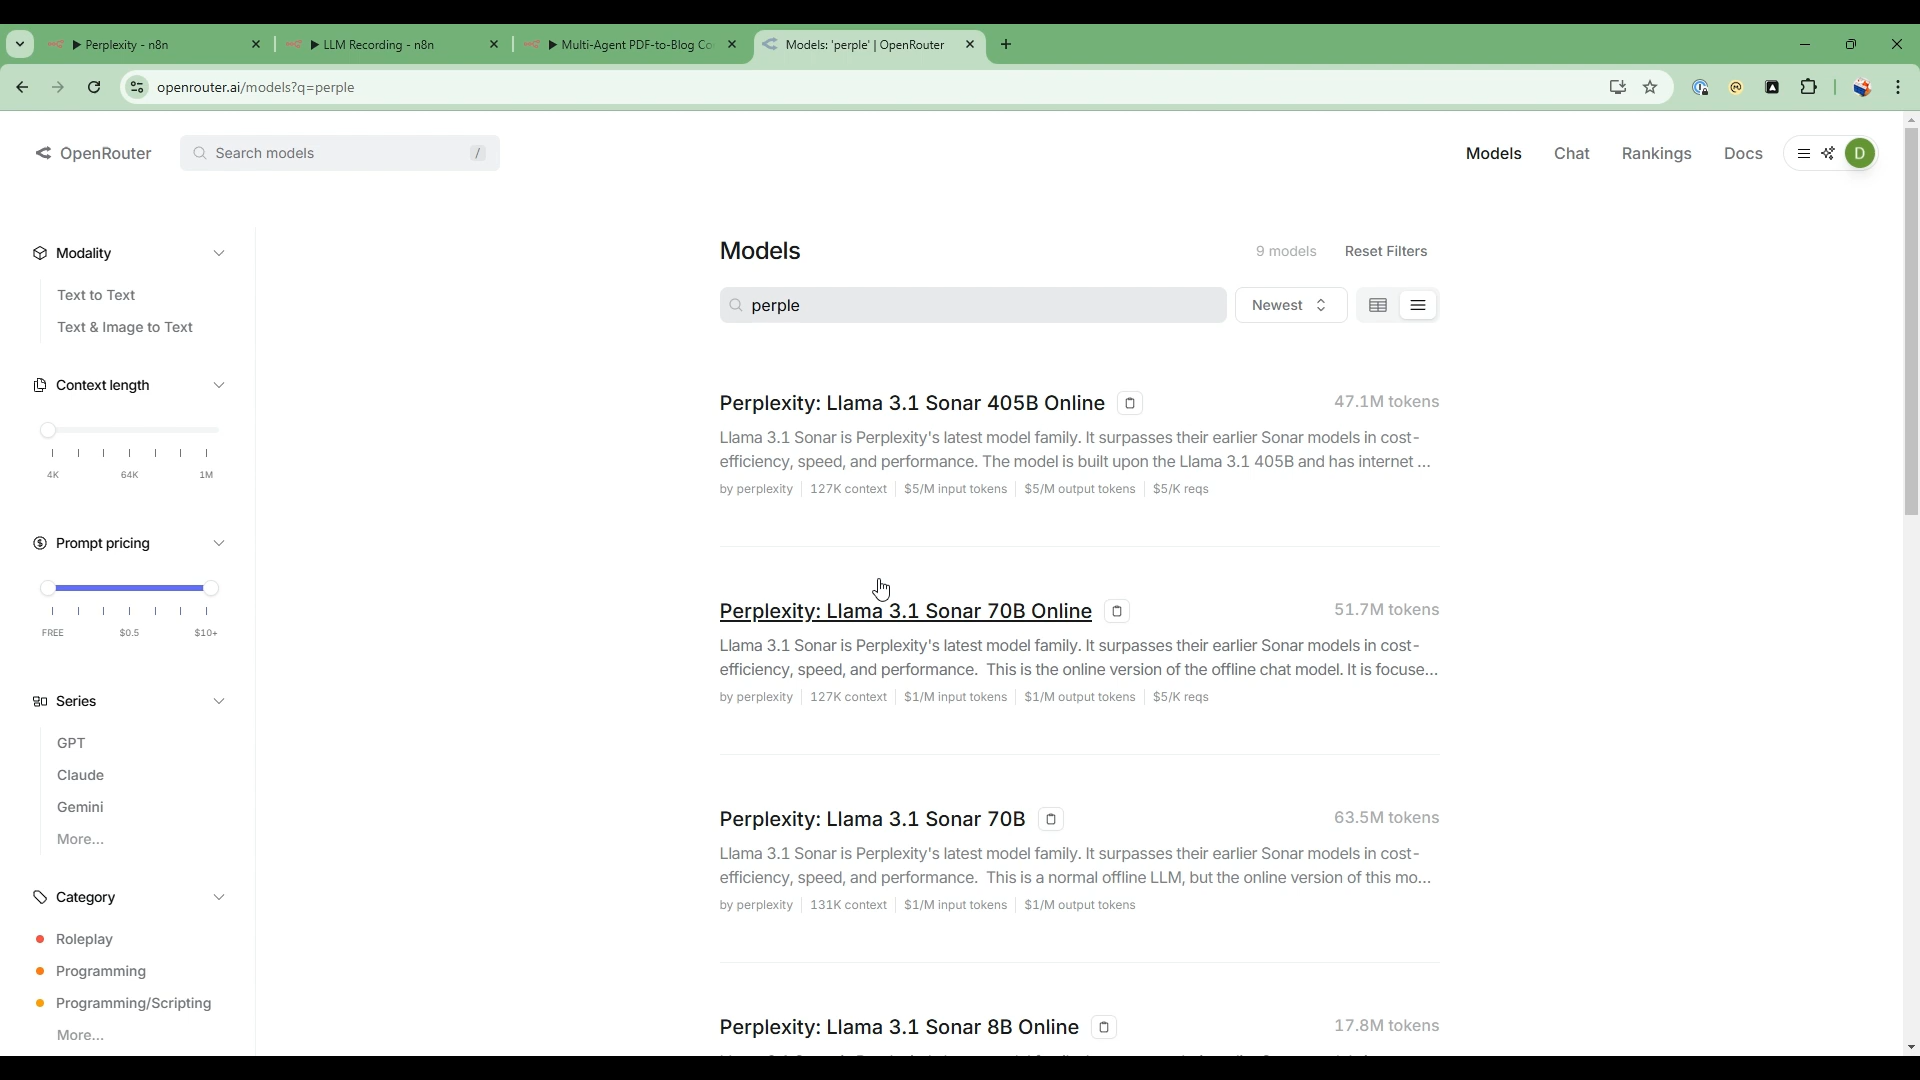 Perplexity - n8n
LLM Recording - n8n
Multi-Agent PDF-to-Blog Co
Models: 'perple' | OpenRouter
openrouter.ai/models?q=perple
OpenRouter
Search models
/
Models
Chat
Rankings
Docs
D
Modality
Text to Text
Text & Image to Text
Context length
4K
64K
1M
Prompt pricing
FREE
$0.5
$10+
Series
GPT
Claude
Gemini
More...
Category
Roleplay
Programming
Programming/Scripting
More...
Models
9 models
Reset Filters
perple
Newest
Perplexity: Llama 3.1 Sonar 405B Online
47.1M tokens
Llama 3.1 Sonar is Perplexity's latest model family. It surpasses their earlier Sonar models in cost-
efficiency, speed, and performance. The model is built upon the Llama 3.1 405B and has internet ...
by perplexity
127K context
$5/M input tokens
$5/M output tokens
$5/K reqs
Perplexity: Llama 3.1 Sonar 70B Online
51.7M tokens
Llama 3.1 Sonar is Perplexity's latest model family. It surpasses their earlier Sonar models in cost-
efficiency, speed, and performance. This is the online version of the offline chat model. It is focuse...
by perplexity
127K context
$1/M input tokens
$1/M output tokens
$5/K reqs
Perplexity: Llama 3.1 Sonar 70B
63.5M tokens
Llama 3.1 Sonar is Perplexity's latest model family. It surpasses their earlier Sonar models in cost-
efficiency, speed, and performance. This is a normal offline LLM, but the online version of this mo...
by perplexity
131K context
$1/M input tokens
$1/M output tokens
Perplexity: Llama 3.1 Sonar 8B Online
17.8M tokens